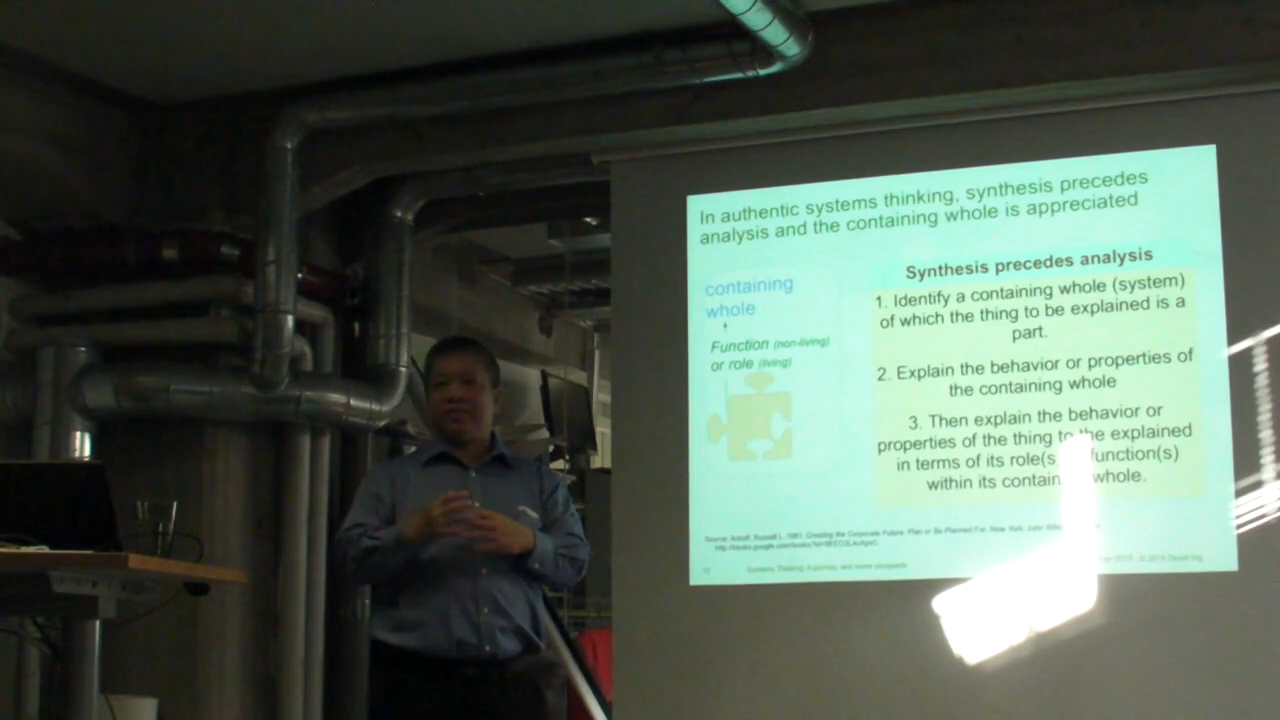 In authentic systems thinking, synthesis precedes
analysis and the containing whole is appreciated
containing
whole
Function (non-living)
or role (living)
Synthesis precedes analysis
1. Identify a containing whole (system)
of which the thing to be explained is a
part.
2. Explain the behavior or properties of
the containing whole
3. Then explain the behavior or
properties of the thing to the explained
in terms of its role(s function(s)
within its contain whole.
Source: Ackoff, Russell L. 1981. Creating the Corporate Future: Plan or Be Planned For. New York: John
Systems Thinking: A journey, and some
2015 David Ing